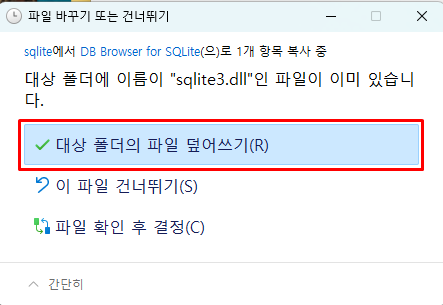 파일 바꾸기 또는 건너뛰기
sqlite에서 DB Browser for SQLite(으)로 1개 항목 복사 중
대상 폴더에 이름이 "sqlite3.dll"인 파일이 이미 있습니
다.
대상 폴더의 파일 덮어쓰기(R)
이 파일 건너뛰기(S)
파일 확인 후 결정(C)
간단히